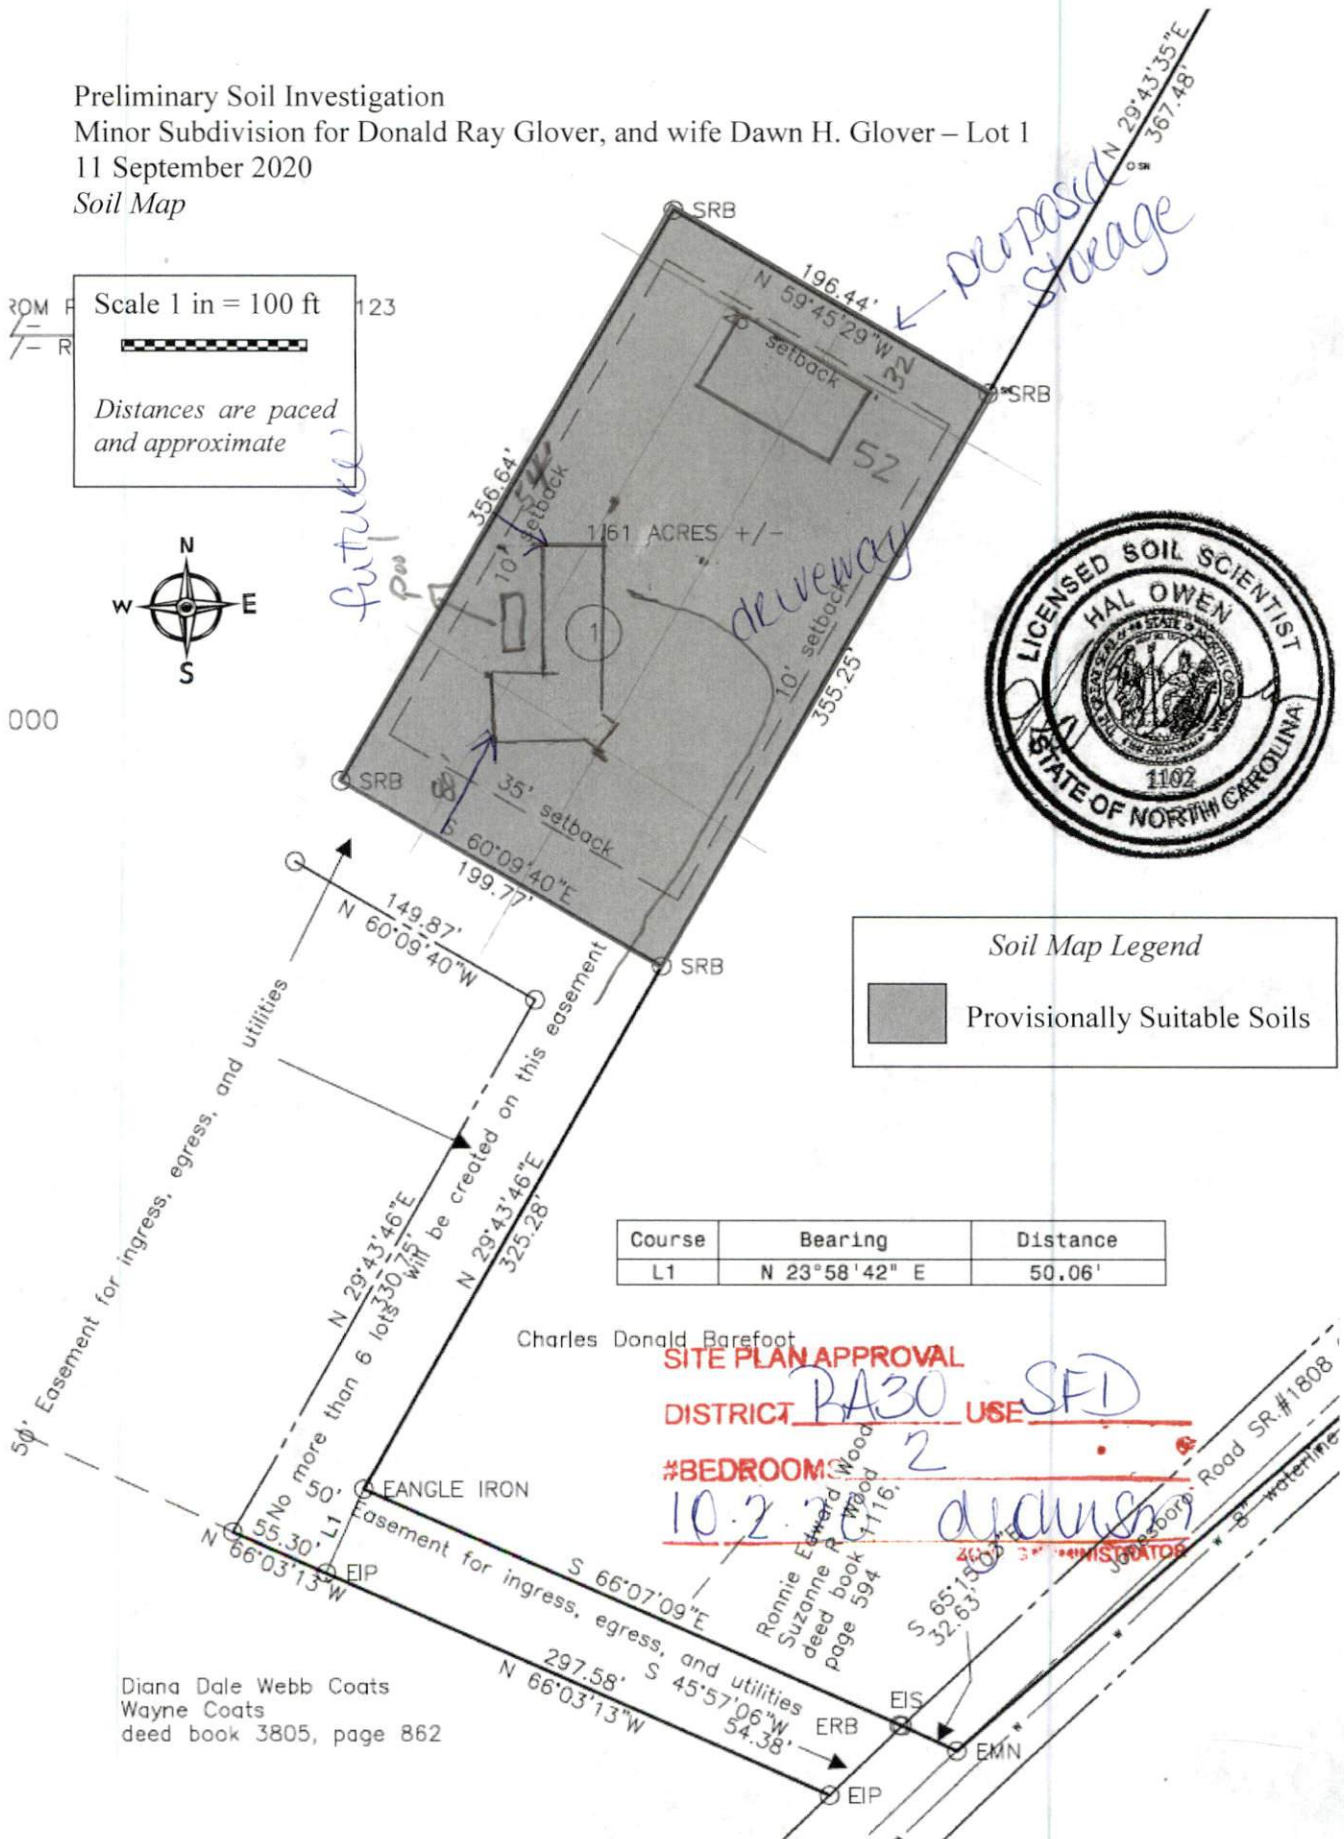 Preliminary Soil Investigation
Minor Subdivision for Donald Ray Glover, and wife Dawn H. Glover – Lot 1
11 September 2020
Soil Map
N 29°43'35"E
367.48'
SRB
proposed
storage
196.44'
N 59°45'29"W
setback
32
52
SRB
ROM F
123
R
Scale 1 in = 100 ft
Distances are paced
and approximate
future
pool
356.64'
54'
10' setback
1.61 ACRES +/-
driveway
10' setback
355.25'
1
N
W
E
S
000
LICENSED SOIL SCIENTIST
HAL OWEN
1102
STATE OF NORTH CAROLINA
SRB
35' setback
S 60°09'40"E
199.77'
SRB
149.87'
N 60°09'40"W
Soil Map Legend
Provisionally Suitable Soils
50' Easement for ingress, egress, and utilities
No more than 6 lots will be created on this easement
N 29°43'46"E
330.75'
N 29°43'46"E
325.28'
Course Bearing Distance
L1 N 23°58'42" E 50.06'
Charles Donald Barefoot
SITE PLAN APPROVAL
DISTRICT RA30 USE SFD
#BEDROOMS 2
10.2.20
ADMINISTRATOR
Ronnie Edward Wood
Suzanne P. Wood
deed book 1116,
page 594
Jonesboro Road SR.#1808
8" waterline
W
W
W
W
50'
EANGLE IRON
L1
55.30'
N 66°03'13"W
EIP
Easement for ingress, egress, and utilities
S 66°07'09"E
297.58'
N 66°03'13"W
S 45°57'06"W
54.38'
32.63'
EIS
ERB
EMN
EIP
Diana Dale Webb Coats
Wayne Coats
deed book 3805, page 862